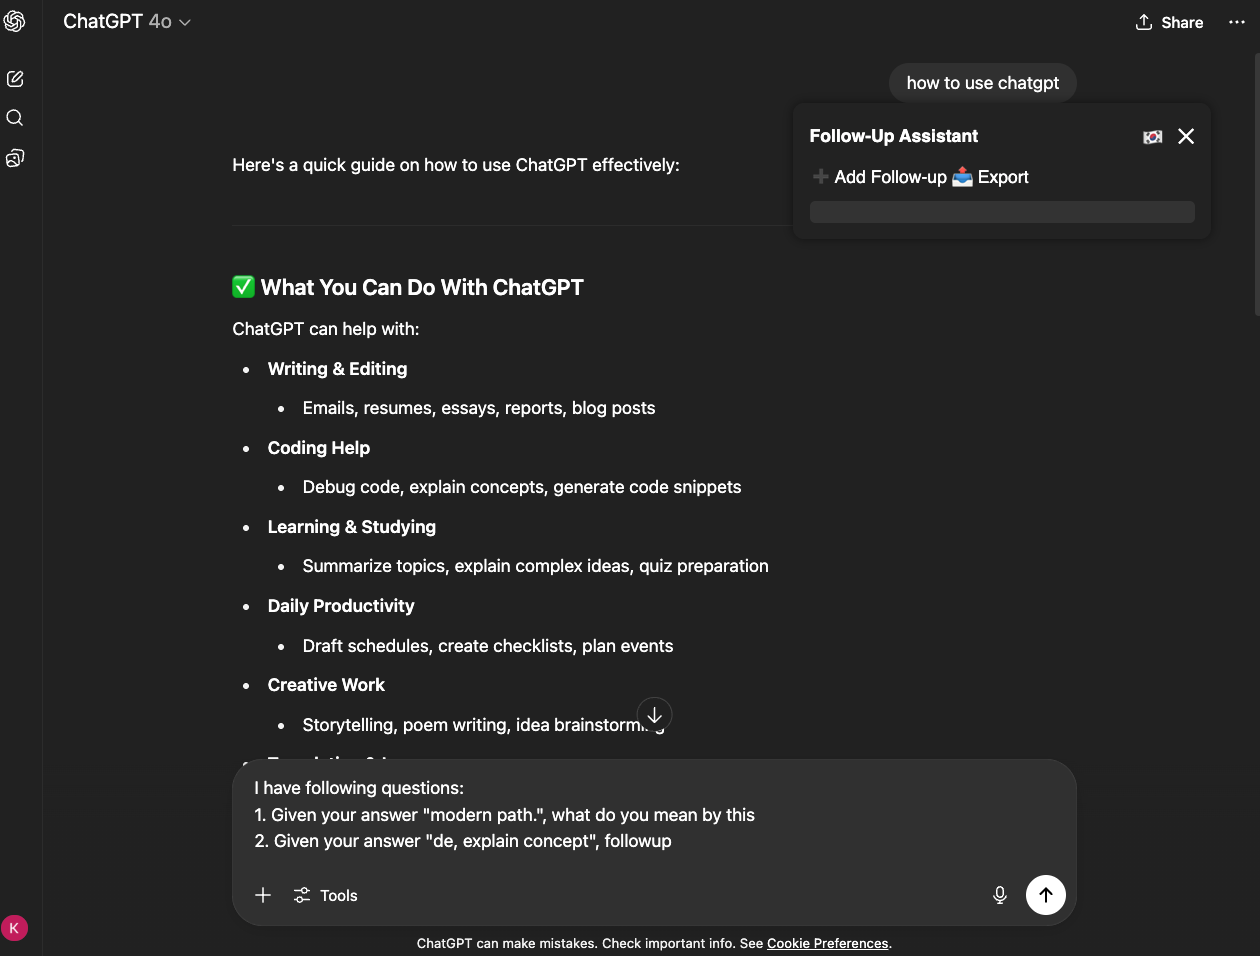 ChatGPT 4o
Share
how to use chatgpt
Follow-Up Assistant
➕ Add Follow-up 📤 Export
Here's a quick guide on how to use ChatGPT effectively:
✅ What You Can Do With ChatGPT
ChatGPT can help with:
• Writing & Editing
• Emails, resumes, essays, reports, blog posts
• Coding Help
• Debug code, explain concepts, generate code snippets
• Learning & Studying
• Summarize topics, explain complex ideas, quiz preparation
• Daily Productivity
• Draft schedules, create checklists, plan events
• Creative Work
• Storytelling, poem writing, idea
I have following questions:
1. Given your answer "modern path.", what do you mean by this
2. Given your answer "de, explain concept", followup
Tools
K
ChatGPT can make mistakes. Check important info. See Cookie Preferences.